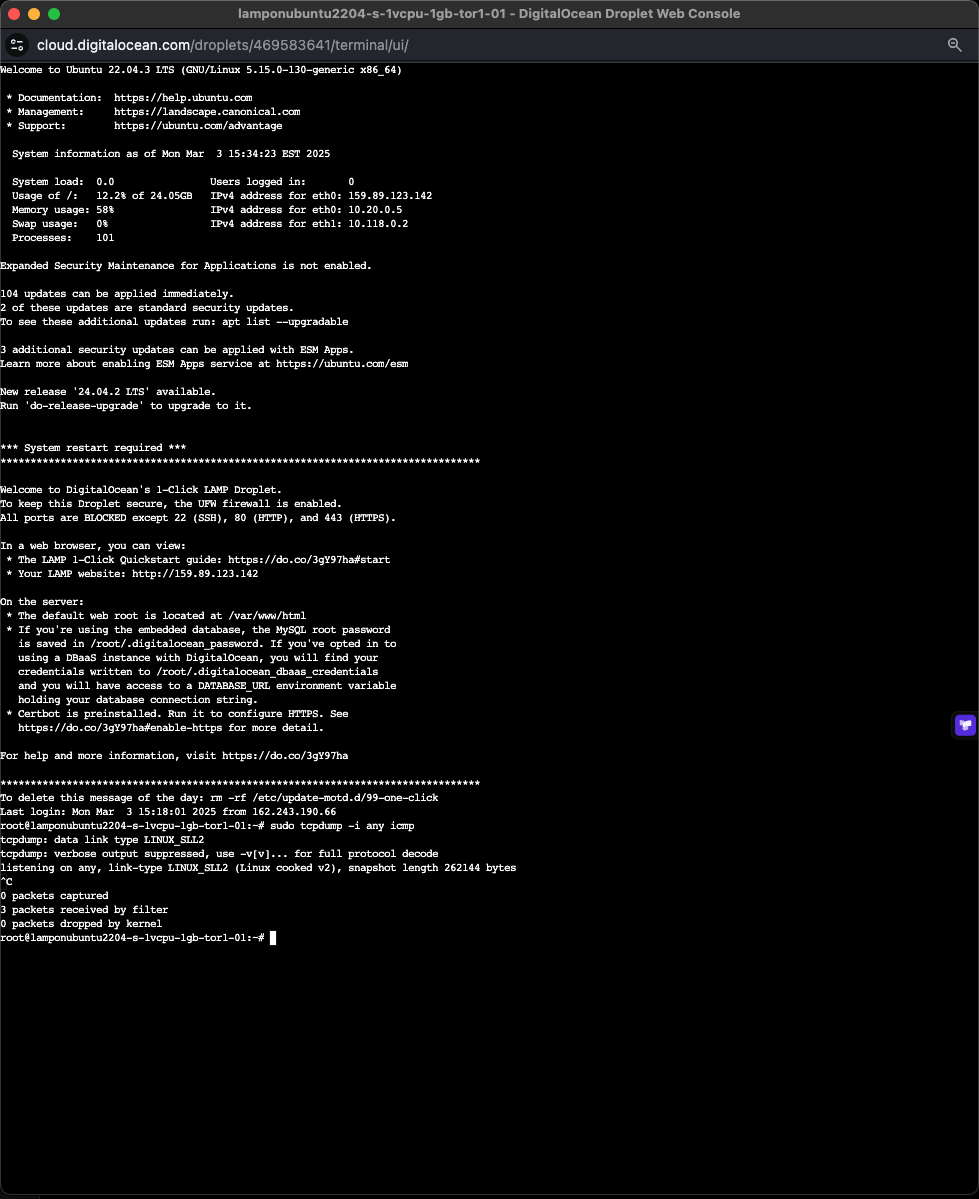 lamponubuntu2204-s-1vcpu-1gb-tor1-01 - DigitalOcean Droplet Web Console
cloud.digitalocean.com/droplets/469583641/terminal/ui/
Welcome to Ubuntu 22.04.3 LTS (GNU/Linux 5.15.0-130-generic x86_64)
* Documentation:  https://help.ubuntu.com
* Management:     https://landscape.canonical.com
* Support:        https://ubuntu.com/advantage
System information as of Mon Mar  3 15:34:23 EST 2025
System load:  0.0                Users logged in:       0
Usage of /:   12.2% of 24.05GB   IPv4 address for eth0: 159.89.123.142
Memory usage: 58%                IPv4 address for eth0: 10.20.0.5
Swap usage:   0%                 IPv4 address for eth1: 10.118.0.2
Processes:    101
Expanded Security Maintenance for Applications is not enabled.
104 updates can be applied immediately.
2 of these updates are standard security updates.
To see these additional updates run: apt list --upgradable
3 additional security updates can be applied with ESM Apps.
Learn more about enabling ESM Apps service at https://ubuntu.com/esm
New release '24.04.2 LTS' available.
Run 'do-release-upgrade' to upgrade to it.
*** System restart required ***
********************************************************************************
Welcome to DigitalOcean's 1-Click LAMP Droplet.
To keep this Droplet secure, the UFW firewall is enabled.
All ports are BLOCKED except 22 (SSH), 80 (HTTP), and 443 (HTTPS).
In a web browser, you can view:
* The LAMP 1-Click Quickstart guide: https://do.co/3gY97ha#start
* Your LAMP website: http://159.89.123.142
On the server:
* The default web root is located at /var/www/html
* If you're using the embedded database, the MySQL root password
is saved in /root/.digitalocean_password. If you've opted in to
using a DBaaS instance with DigitalOcean, you will find your
credentials written to /root/.digitalocean_dbaas_credentials
and you will have access to a DATABASE_URL environment variable
holding your database connection string.
* Certbot is preinstalled. Run it to configure HTTPS. See
https://do.co/3gY97ha#enable-https for more detail.
For help and more information, visit https://do.co/3gY97ha
********************************************************************************
To delete this message of the day: rm -rf /etc/update-motd.d/99-one-click
Last login: Mon Mar  3 15:18:01 2025 from 162.243.190.66
root@lamponubuntu2204-s-1vcpu-1gb-tor1-01:~# sudo tcpdump -i any icmp
tcpdump: data link type LINUX_SLL2
tcpdump: verbose output suppressed, use -v[v]... for full protocol decode
listening on any, link-type LINUX_SLL2 (Linux cooked v2), snapshot length 262144 bytes
^C
0 packets captured
3 packets received by filter
0 packets dropped by kernel
root@lamponubuntu2204-s-1vcpu-1gb-tor1-01:~#